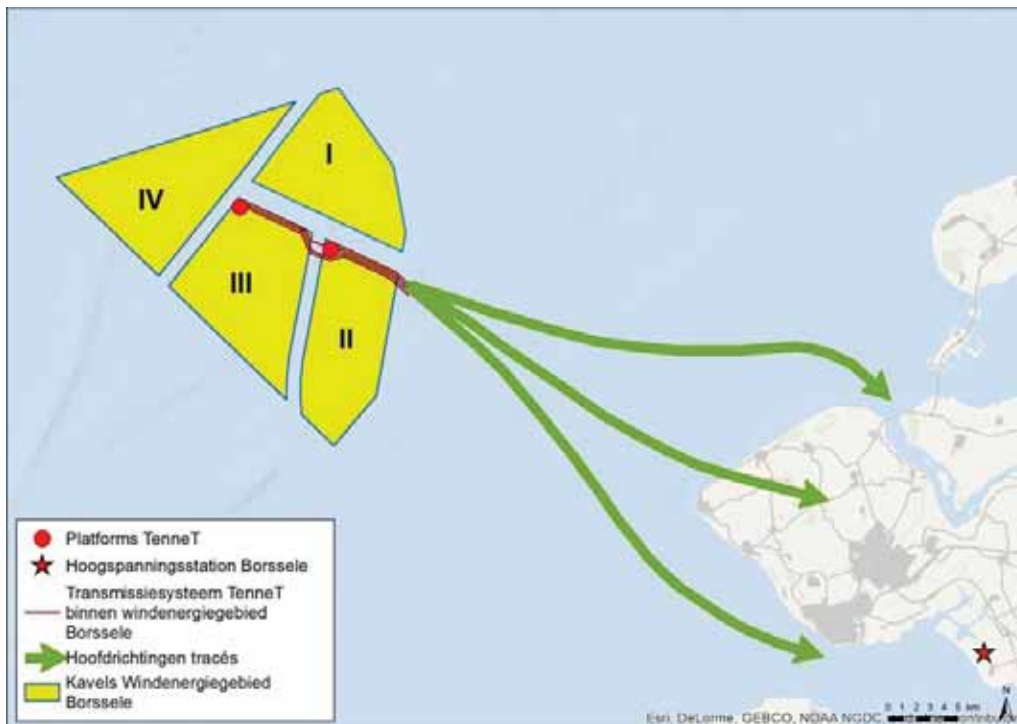 I
IV
III
II
Platforms TenneT
Hoogspanningsstation Borssele
Transmissiesysteem TenneT
binnen windenergiegebied
Borssele
Hoofdrichtingen tracés
Kavels Windenergiegebied
Borssele
N
0 1 2 3 4 5 km
Esri, DeLorme, GEBCO, NOAA NGDC,